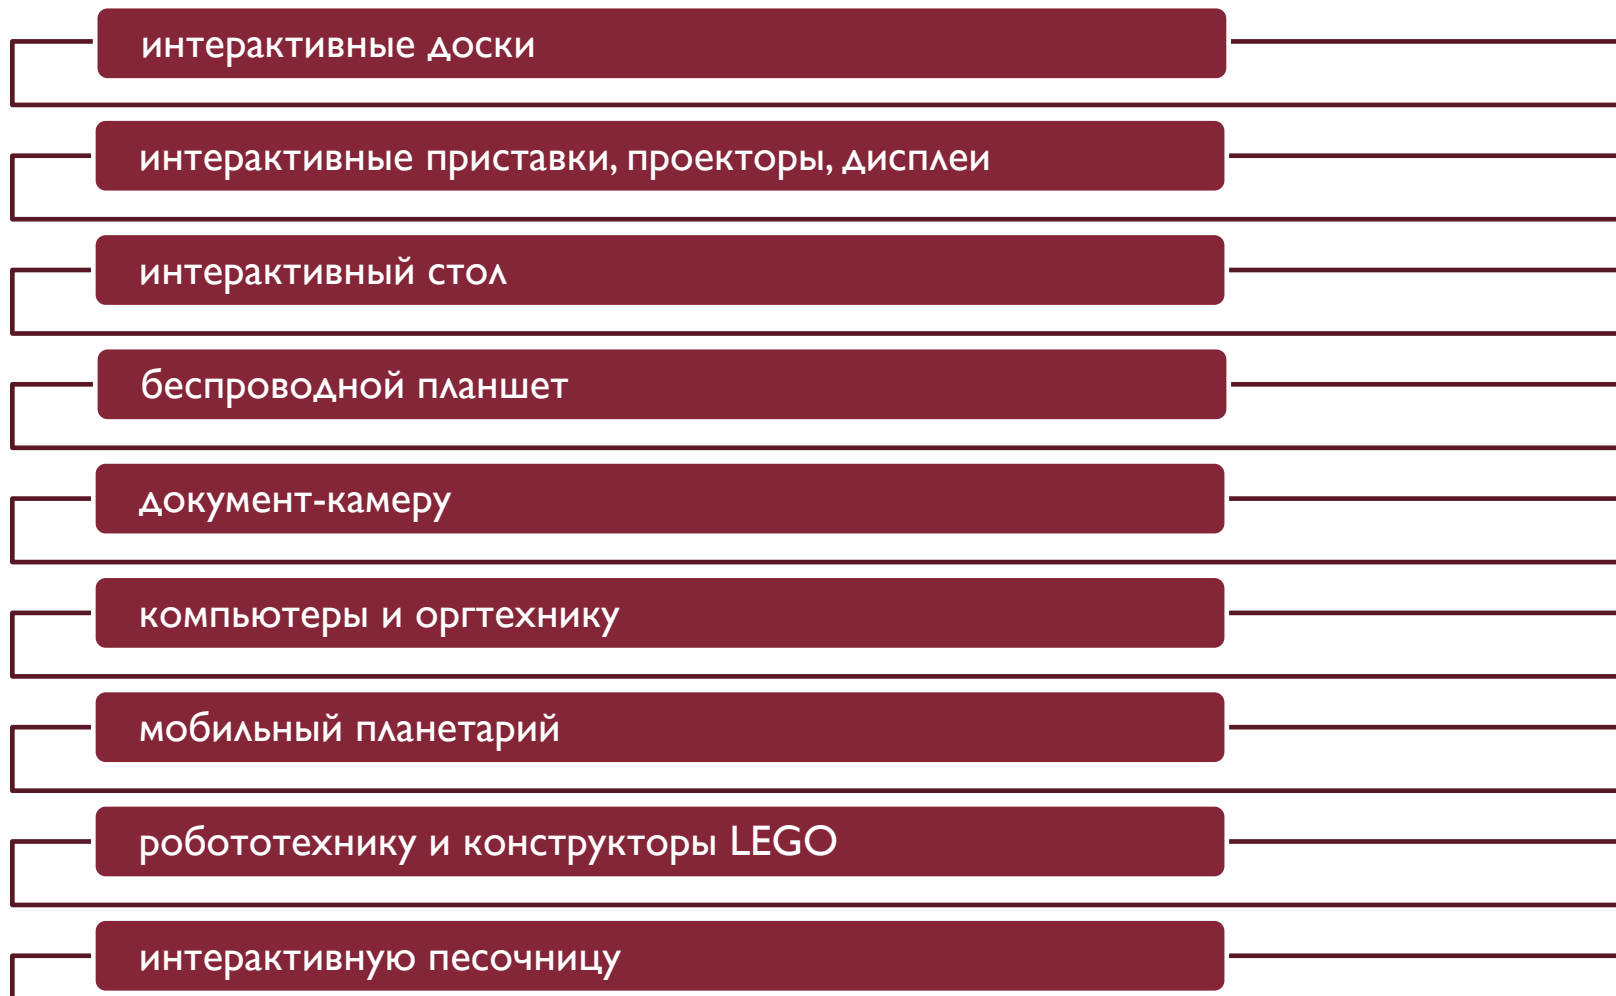 интерактивные доски
интерактивные приставки, проекторы, дисплеи
интерактивный стол
беспроводной планшет
документ-камеру
компьютеры и оргтехнику
мобильный планетарий
робототехнику и конструкторы LEGO
интерактивную песочницу